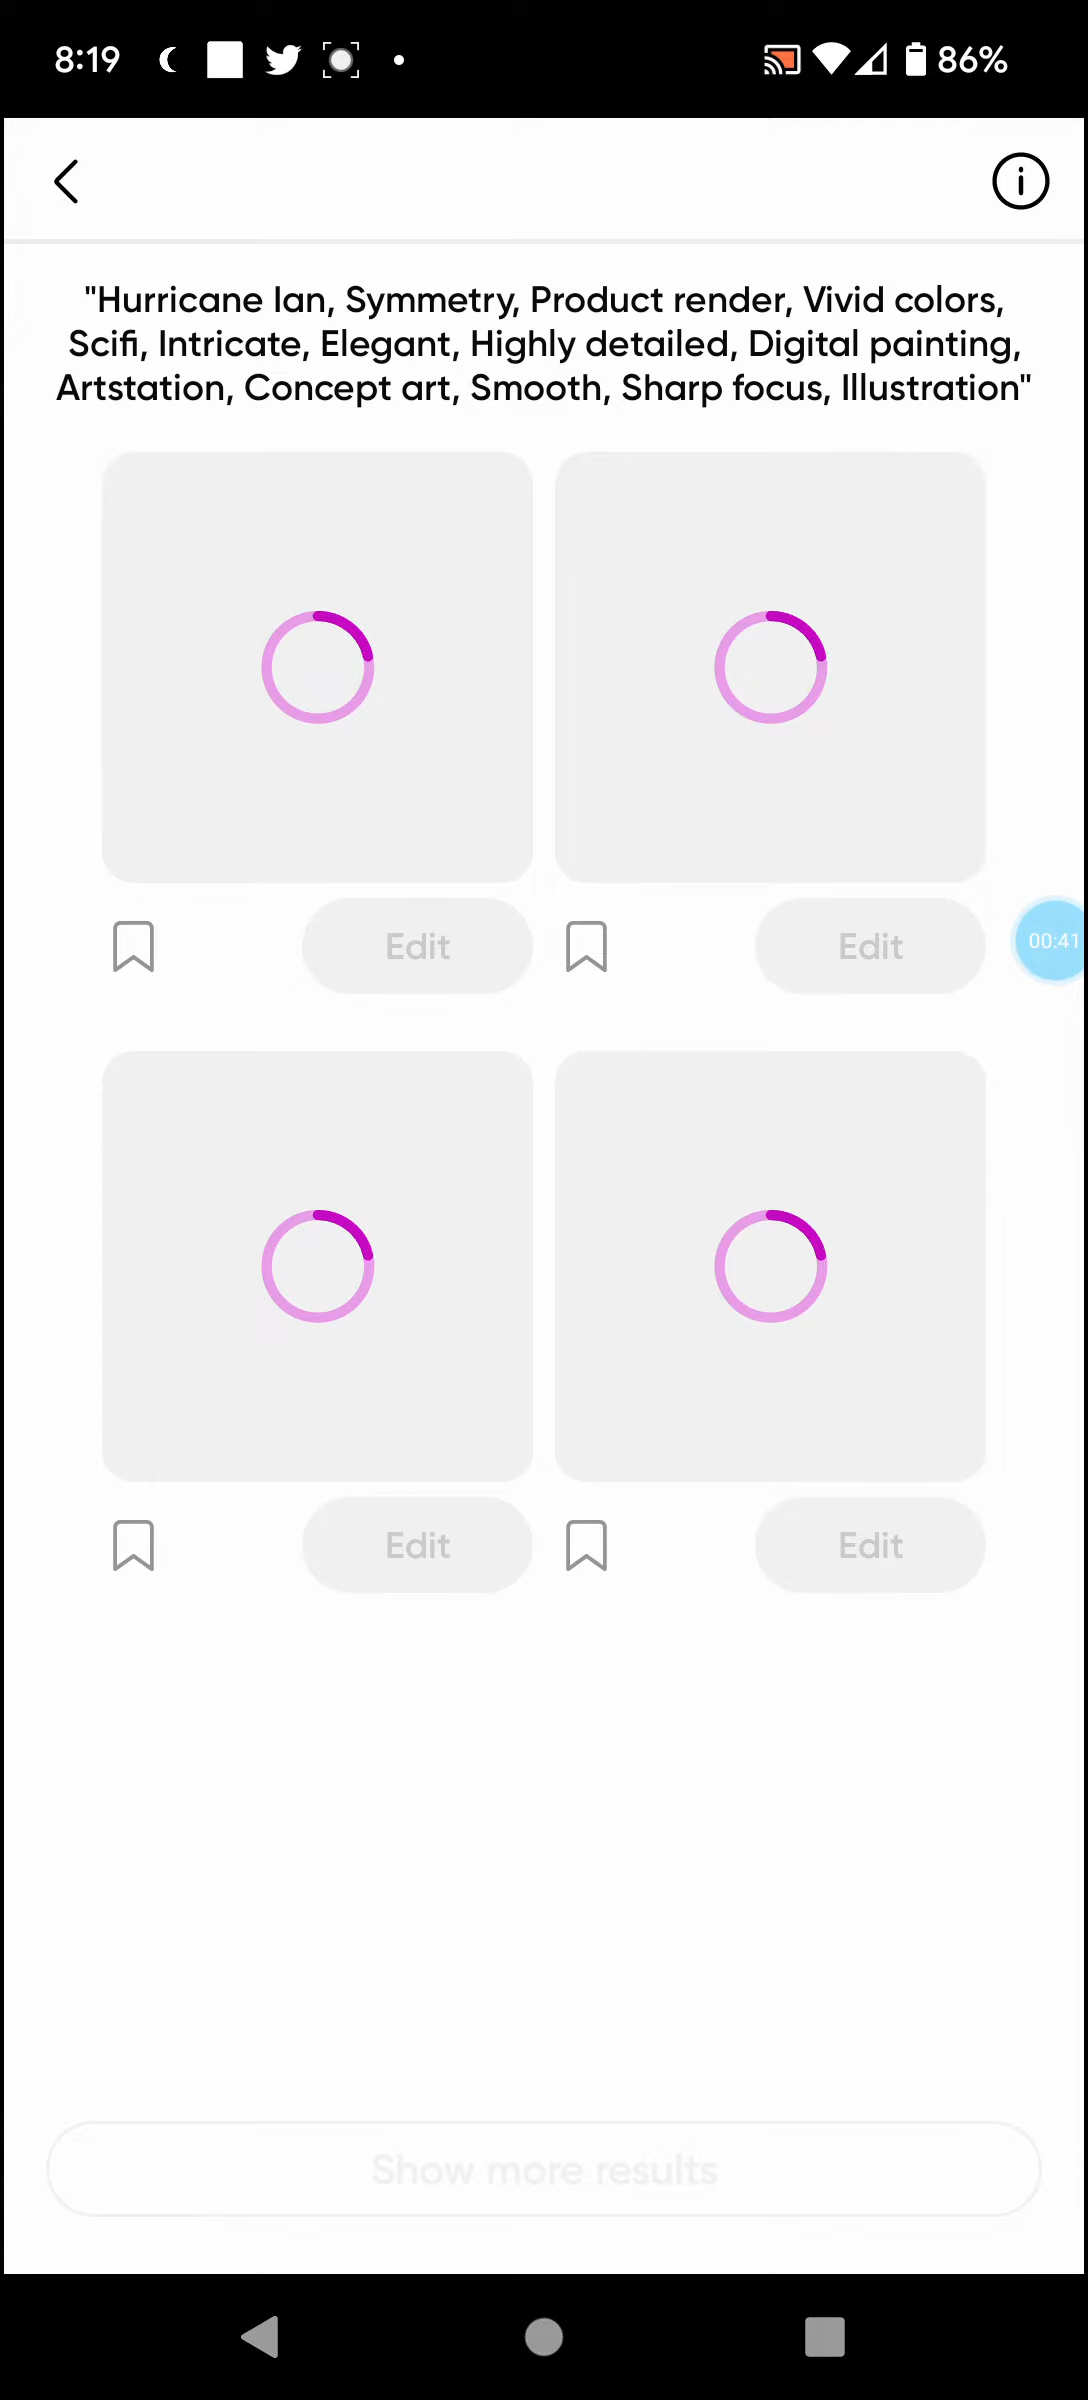 8:19
86%
"Hurricane Ian, Symmetry, Product render, Vivid colors,
Scifi, Intricate, Elegant, Highly detailed, Digital painting,
Artstation, Concept art, Smooth, Sharp focus, Illustration"
Edit
Edit
00:41
Edit
Edit
Show more results